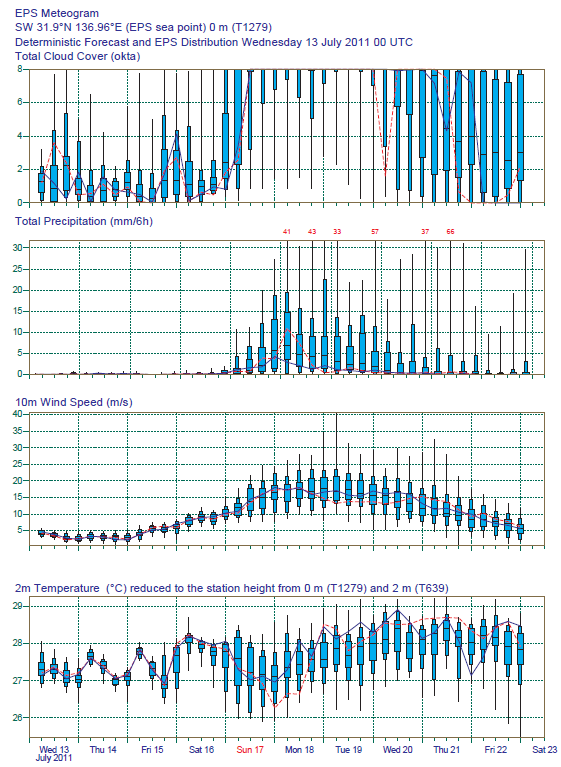 EPS Meteogram
SW 31.9°N 136.96°E (EPS sea point) 0 m (T1279)
Deterministic Forecast and EPS Distribution Wednesday 13 July 2011 00 UTC
Total Cloud Cover (okta)
8
6
4
2
0
Total Precipitation (mm/6h)
41 43 33 57 37 66
30
25
20
15
10
5
0
10m Wind Speed (m/s)
40
35
30
25
20
15
10
5
2m Temperature (°C) reduced to the station height from 0 m (T1279) and 2 m (T639)
29
28
27
26
Wed 13 Thu 14 Fri 15 Sat 16 Sun 17 Mon 18 Tue 19 Wed 20 Thu 21 Fri 22 Sat 23
July 2011